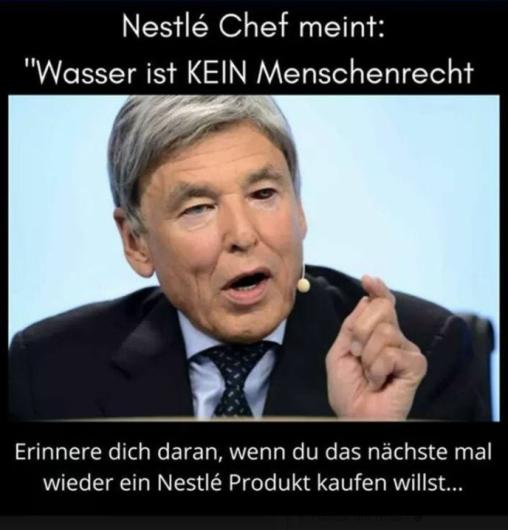 Nestlé Chef meint:
"Wasser ist KEIN Menschenrecht
Erinnere dich daran, wenn du das nächste mal
wieder ein Nestlé Produkt kaufen willst...